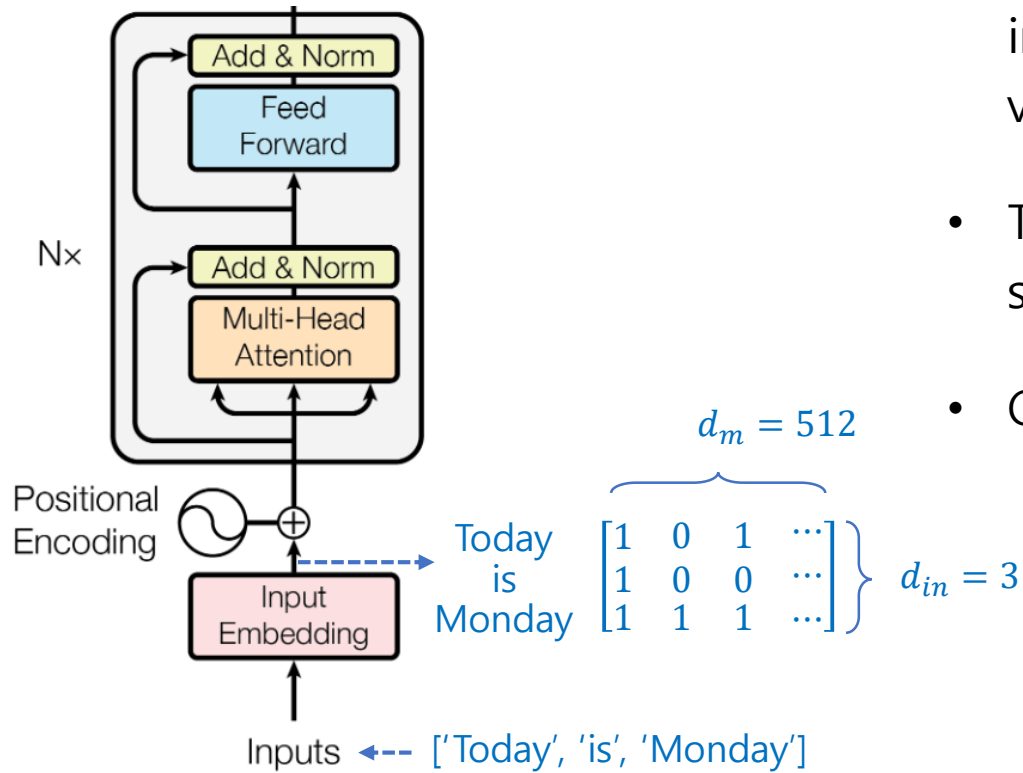 Add & Norm
Feed
Forward
N×
Add & Norm
Multi-Head
Attention
Positional
Encoding
Input
Embedding
Inputs
['Today', 'is', 'Monday']
d_m = 512
Today [1 0 1 ⋯]
is [1 0 0 ⋯]
Monday [1 1 1 ⋯]
d_in = 3
•
•